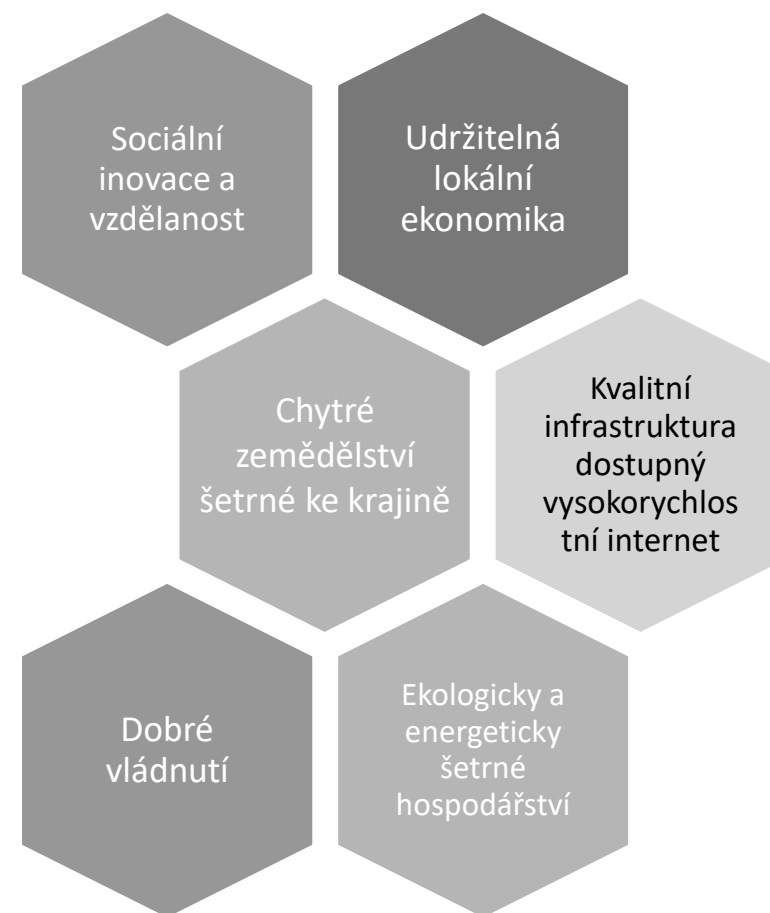 Sociální
inovace a
vzdělanost
Udržitelná
lokální
ekonomika
Chytré
zemědělství
šetrné ke krajině
Kvalitní
infrastruktura
dostupný
vysokorychlos
tní internet
Dobré
vládnutí
Ekologicky a
energeticky
šetrné
hospodářství